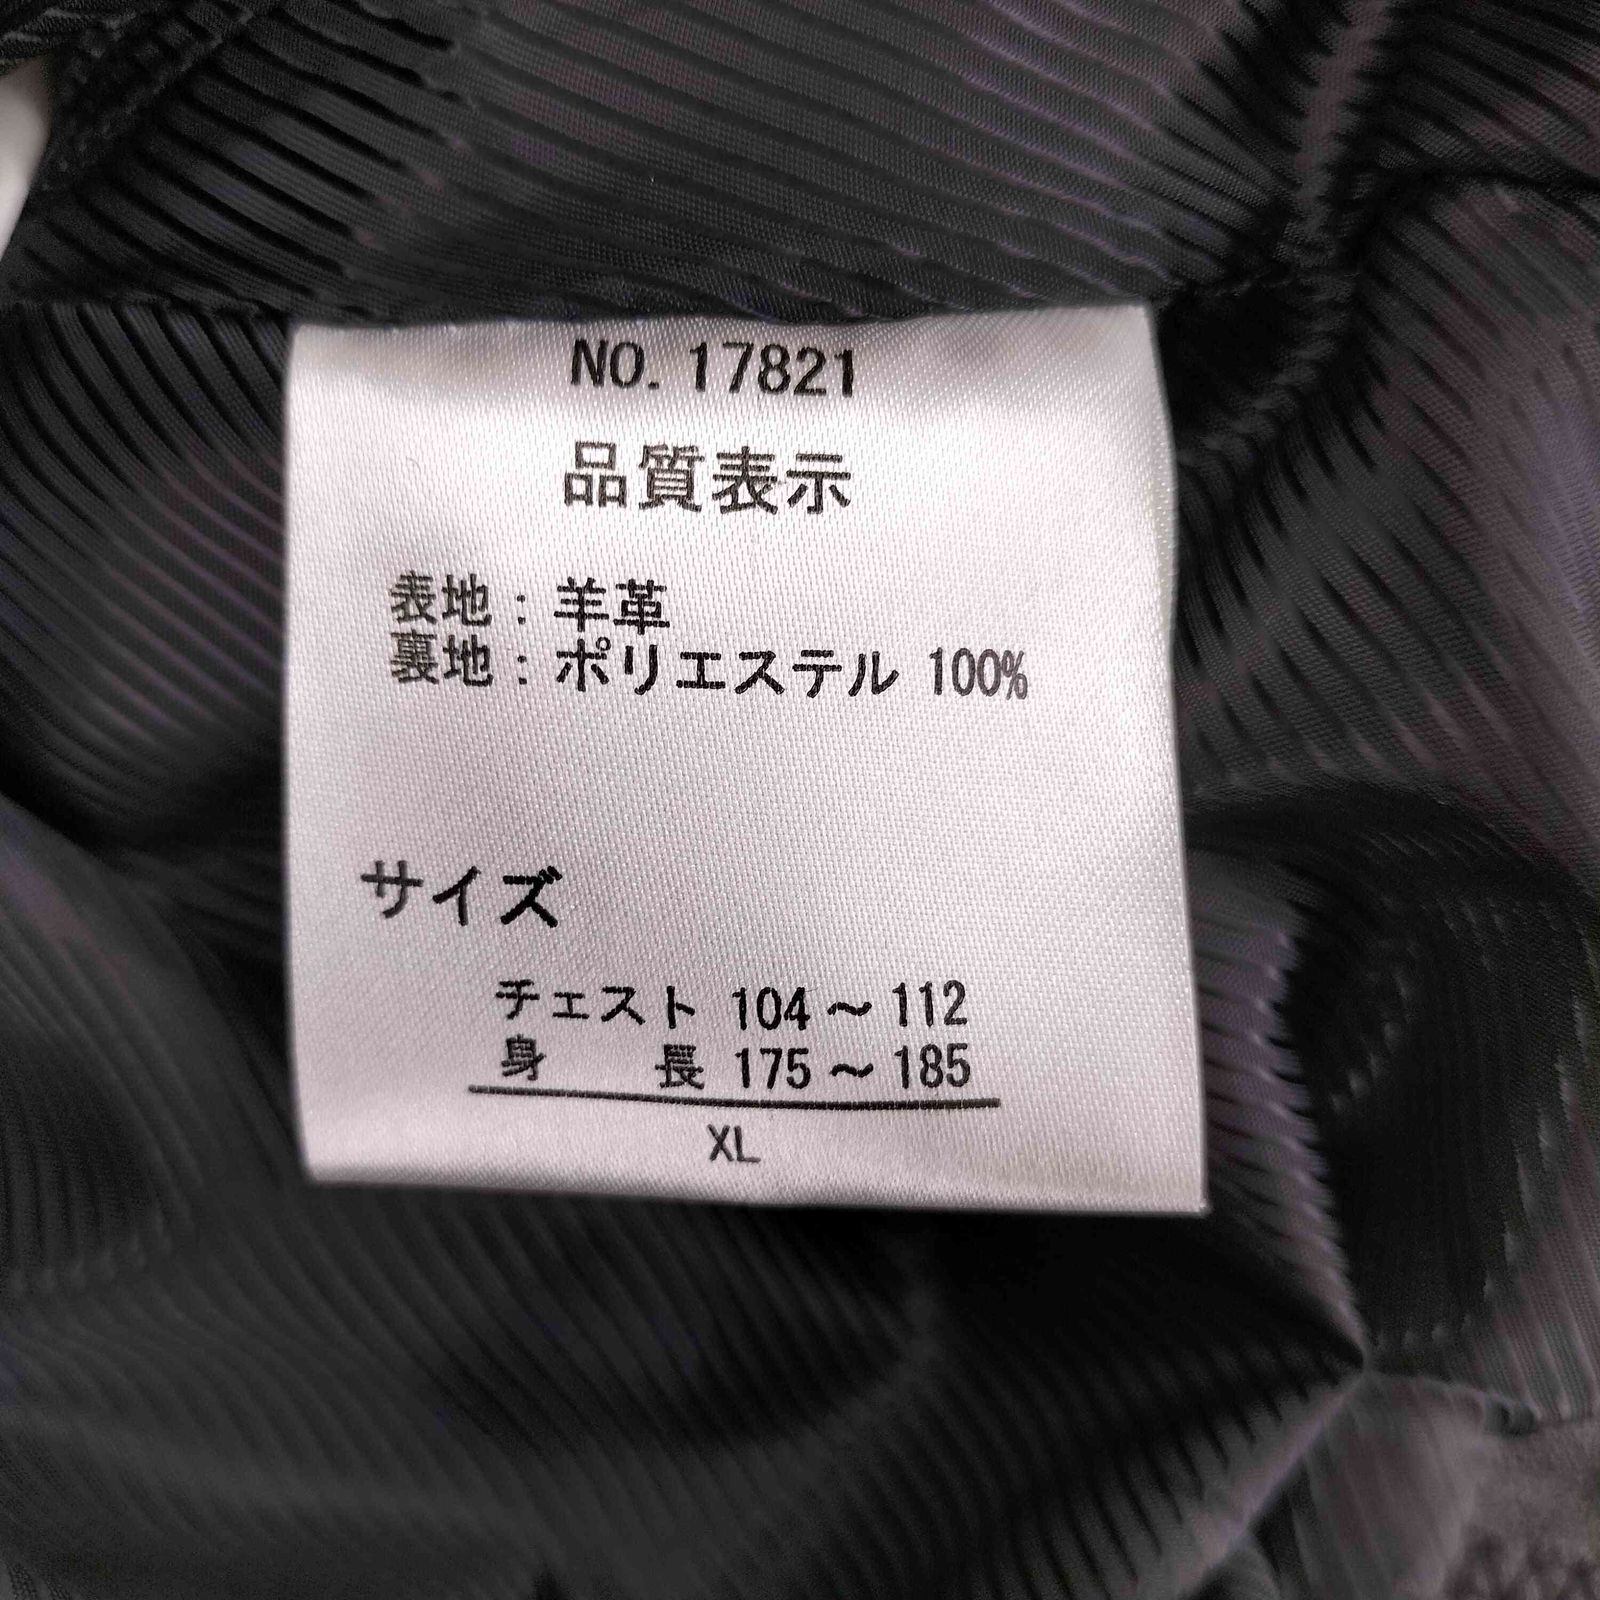 NO. 17821
品質表示
表地：羊革
裏地：ポリエステル 100%
サイズ
チェスト 104～112
身 長 175～185
XL